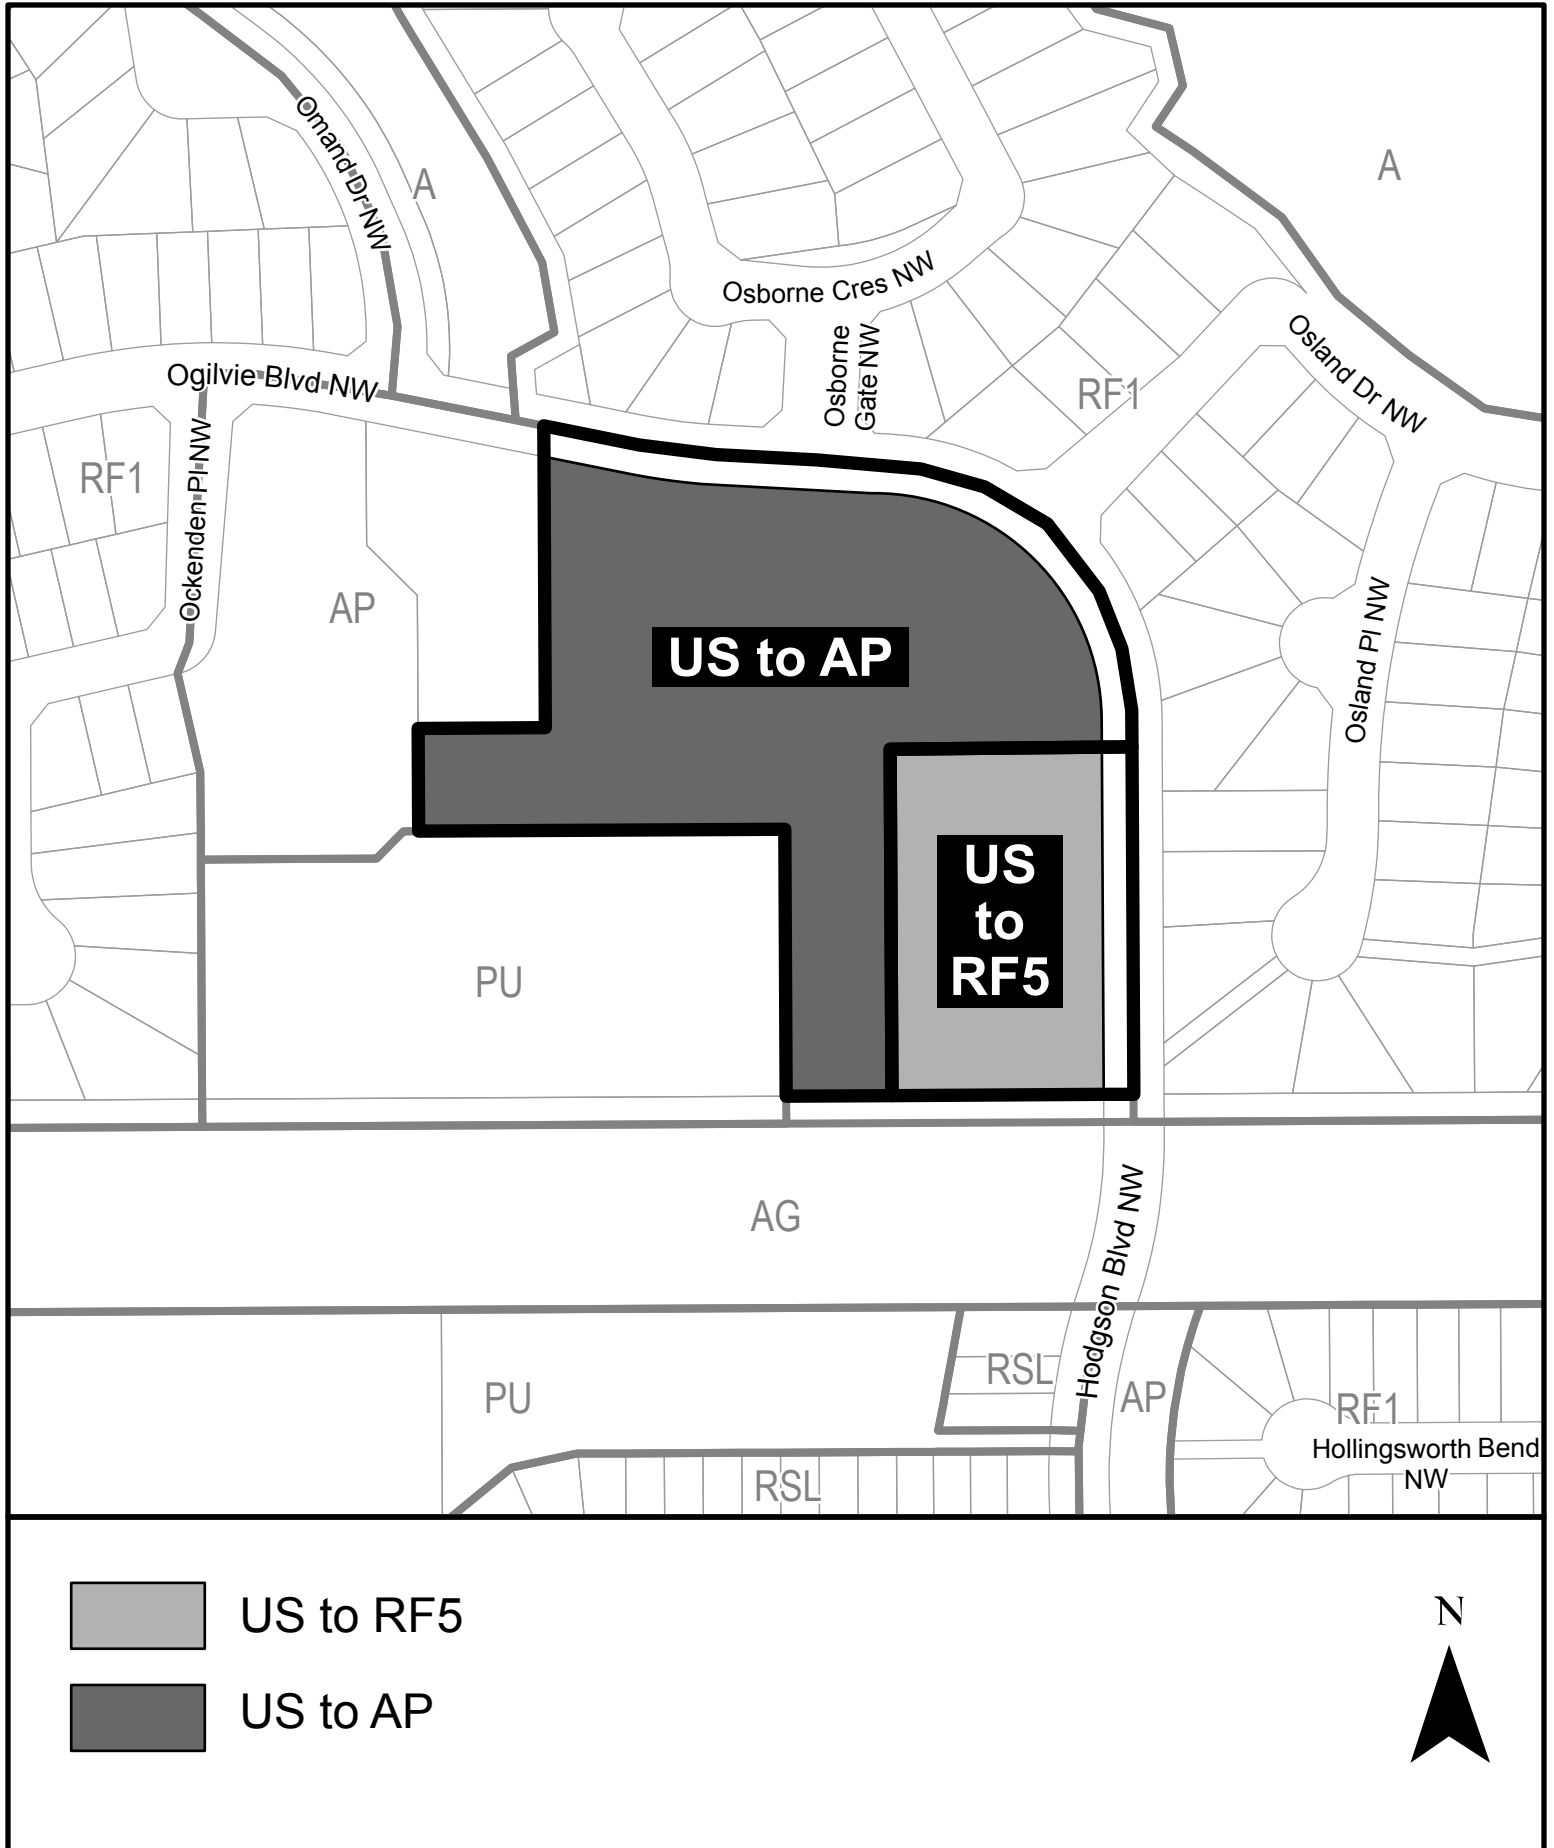 Omand Dr NW
A
A
Osborne Cres NW
Osborne
Gate NW
Osland Dr NW
Ogilvie Blvd NW
RF1
RF1
Ockenden Pl NW
AP
US to AP
Osland Pl NW
US
to
RF5
PU
AG
Hodgson Blvd NW
RSL
AP
PU
RF1
Hollingsworth Bend
NW
RSL
US to RF5
N
US to AP